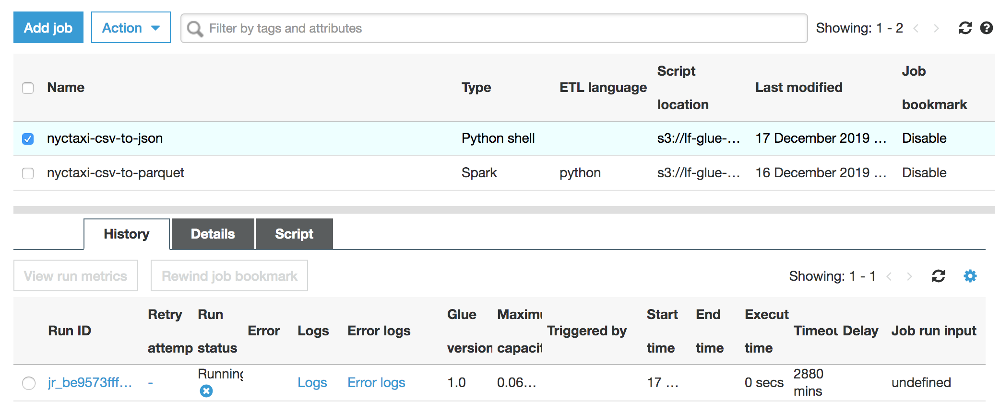 Add job Action Filter by tags and attributes Showing: 1 - 2
Name Type ETL language Script location Last modified Job bookmark
nyctaxi-csv-to-json Python shell s3://lf-glue-... 17 December 2019 ... Disable
nyctaxi-csv-to-parquet Spark python s3://lf-glue-... 16 December 2019 ... Disable
History Details Script
View run metrics Rewind job bookmark Showing: 1 - 1
Run ID Retry attemp Run status Error Logs Error logs Glue version Maximu capacit Triggered by Start time End time Execut time Timeou Delay Job run input
jr_be9573fff... - Running Logs Error logs 1.0 0.06... 17 ... 0 secs 2880 mins undefined